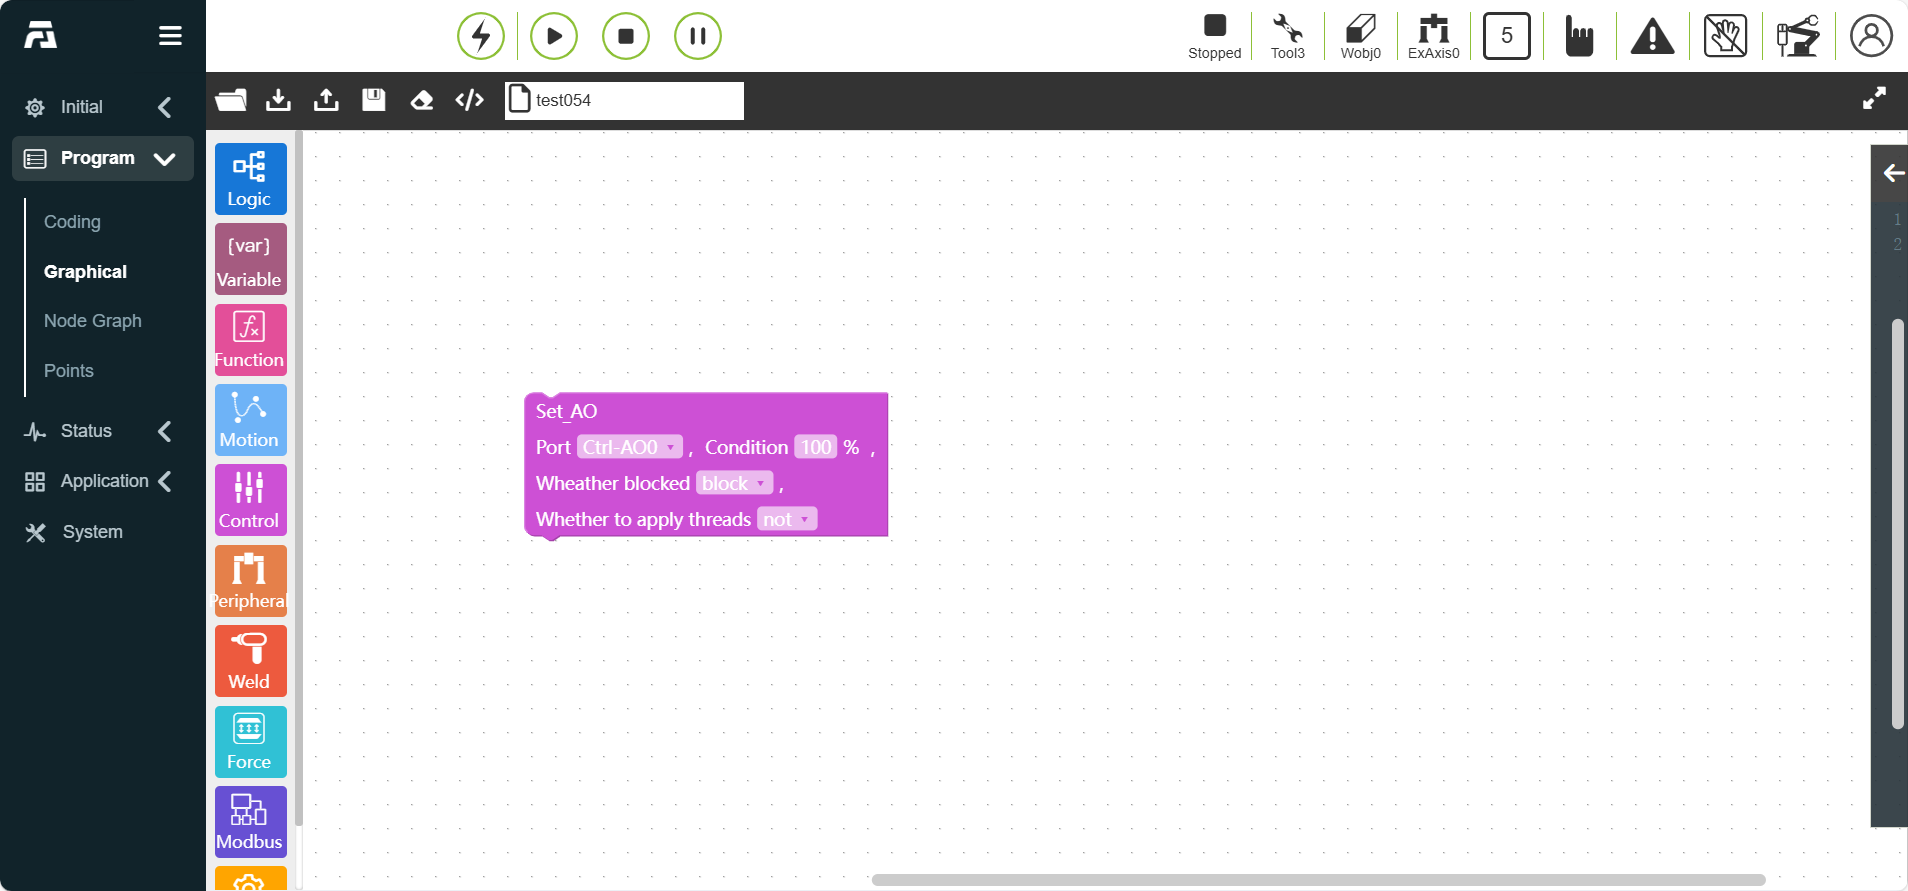 Stopped
Tool3
Wobj0
ExAxis0
5
Initial
Program
Coding
Graphical
Node Graph
Points
Status
Application
System
test054
Logic
{var}
Variable
fx
Function
Motion
Control
Peripheral
Weld
Force
Modbus
Set_AO
Port Ctrl-AO0 , Condition 100 % ,
Wheather blocked block ,
Whether to apply threads not
1
2